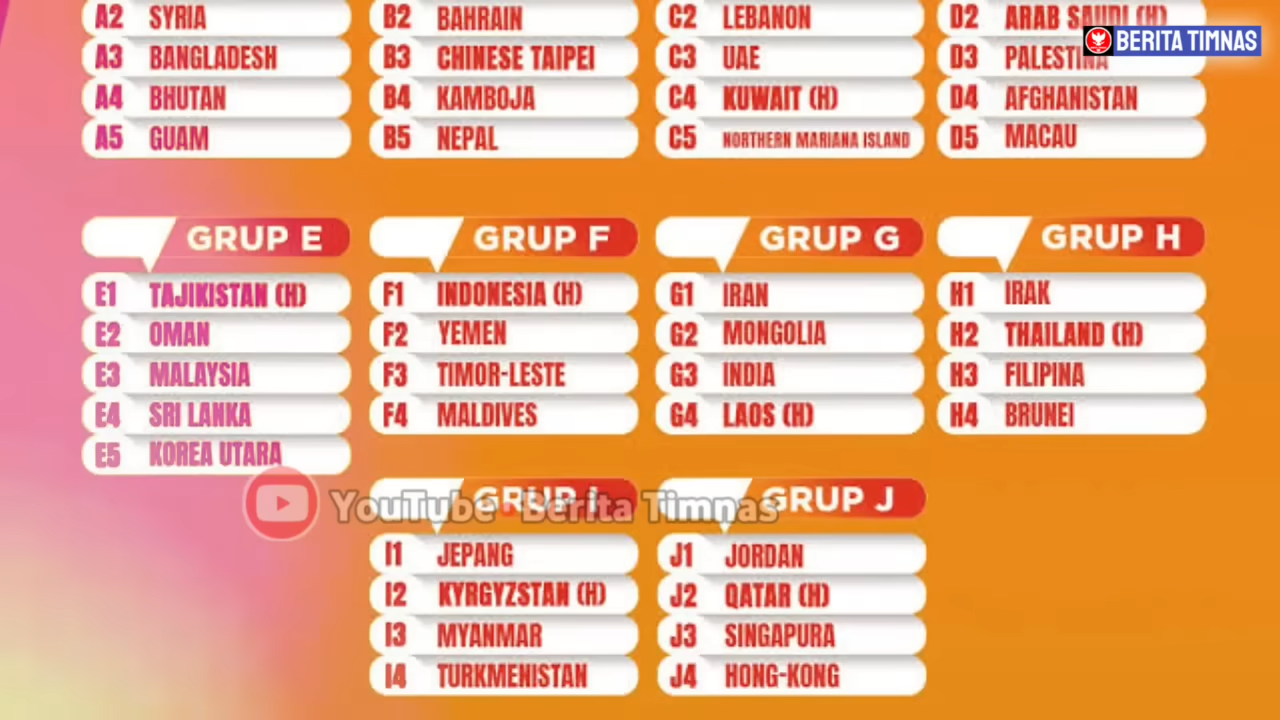 A2 SYRIA
A3 BANGLADESH
A4 BHUTAN
A5 GUAM
B2 BAHRAIN
B3 CHINESE TAIPEI
B4 KAMBOJA
B5 NEPAL
C2 LEBANON
C3 UAE
C4 KUWAIT (H)
C5 NORTHERN MARIANA ISLAND
D2 ARAB SAUDI (H)
D3 PALESTINA
D4 AFGHANISTAN
D5 MACAU
BERITA TIMNAS
GRUP E
E1 TAJIKISTAN (H)
E2 OMAN
E3 MALAYSIA
E4 SRI LANKA
E5 KOREA UTARA
GRUP F
F1 INDONESIA (H)
F2 YEMEN
F3 TIMOR-LESTE
F4 MALDIVES
GRUP G
G1 IRAN
G2 MONGOLIA
G3 INDIA
G4 LAOS (H)
GRUP H
H1 IRAK
H2 THAILAND (H)
H3 FILIPINA
H4 BRUNEI
GRUP I
I1 JEPANG
I2 KYRGYZSTAN (H)
I3 MYANMAR
I4 TURKMENISTAN
GRUP J
J1 JORDAN
J2 QATAR (H)
J3 SINGAPURA
J4 HONG-KONG
YouTube Berita Timnas